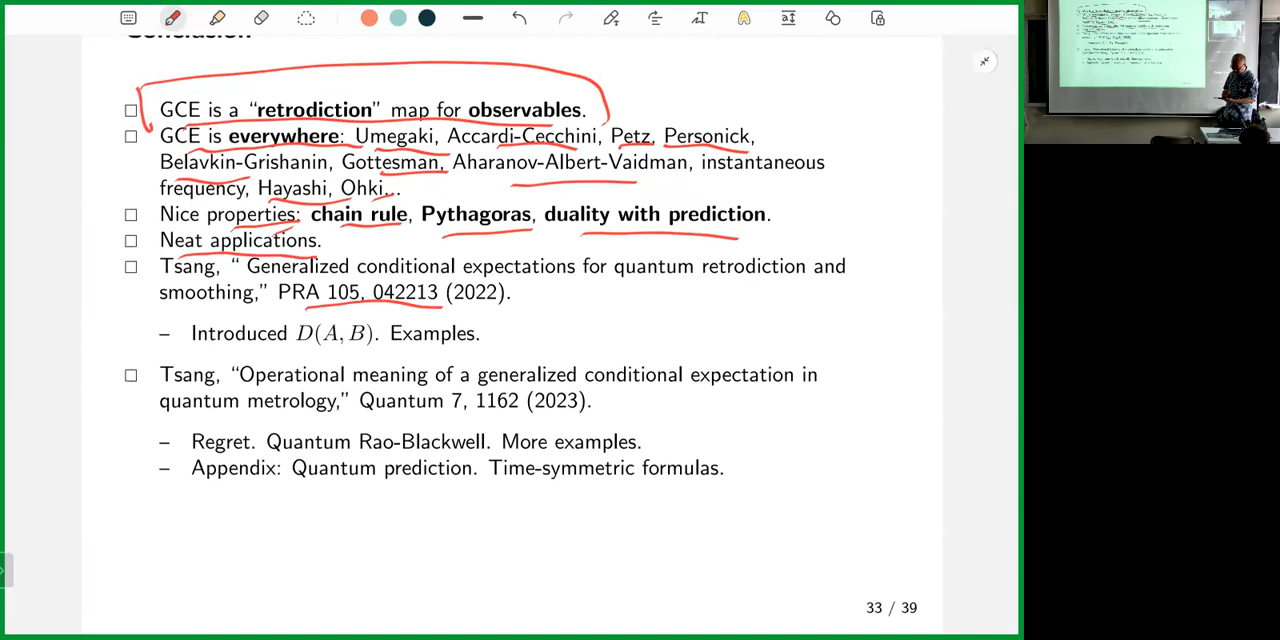 Conclusion
□ GCE is a “retrodiction” map for observables.
□ GCE is everywhere: Umegaki, Accardi-Cecchini, Petz, Personick,
Belavkin-Grishanin, Gottesman, Aharanov-Albert-Vaidman, instantaneous
frequency, Hayashi, Ohki...
□ Nice properties: chain rule, Pythagoras, duality with prediction.
□ Neat applications.
□ Tsang, “ Generalized conditional expectations for quantum retrodiction and
smoothing,” PRA 105, 042213 (2022).
– Introduced D(A, B). Examples.
□ Tsang, “Operational meaning of a generalized conditional expectation in
quantum metrology,” Quantum 7, 1162 (2023).
– Regret. Quantum Rao-Blackwell. More examples.
– Appendix: Quantum prediction. Time-symmetric formulas.
33 / 39